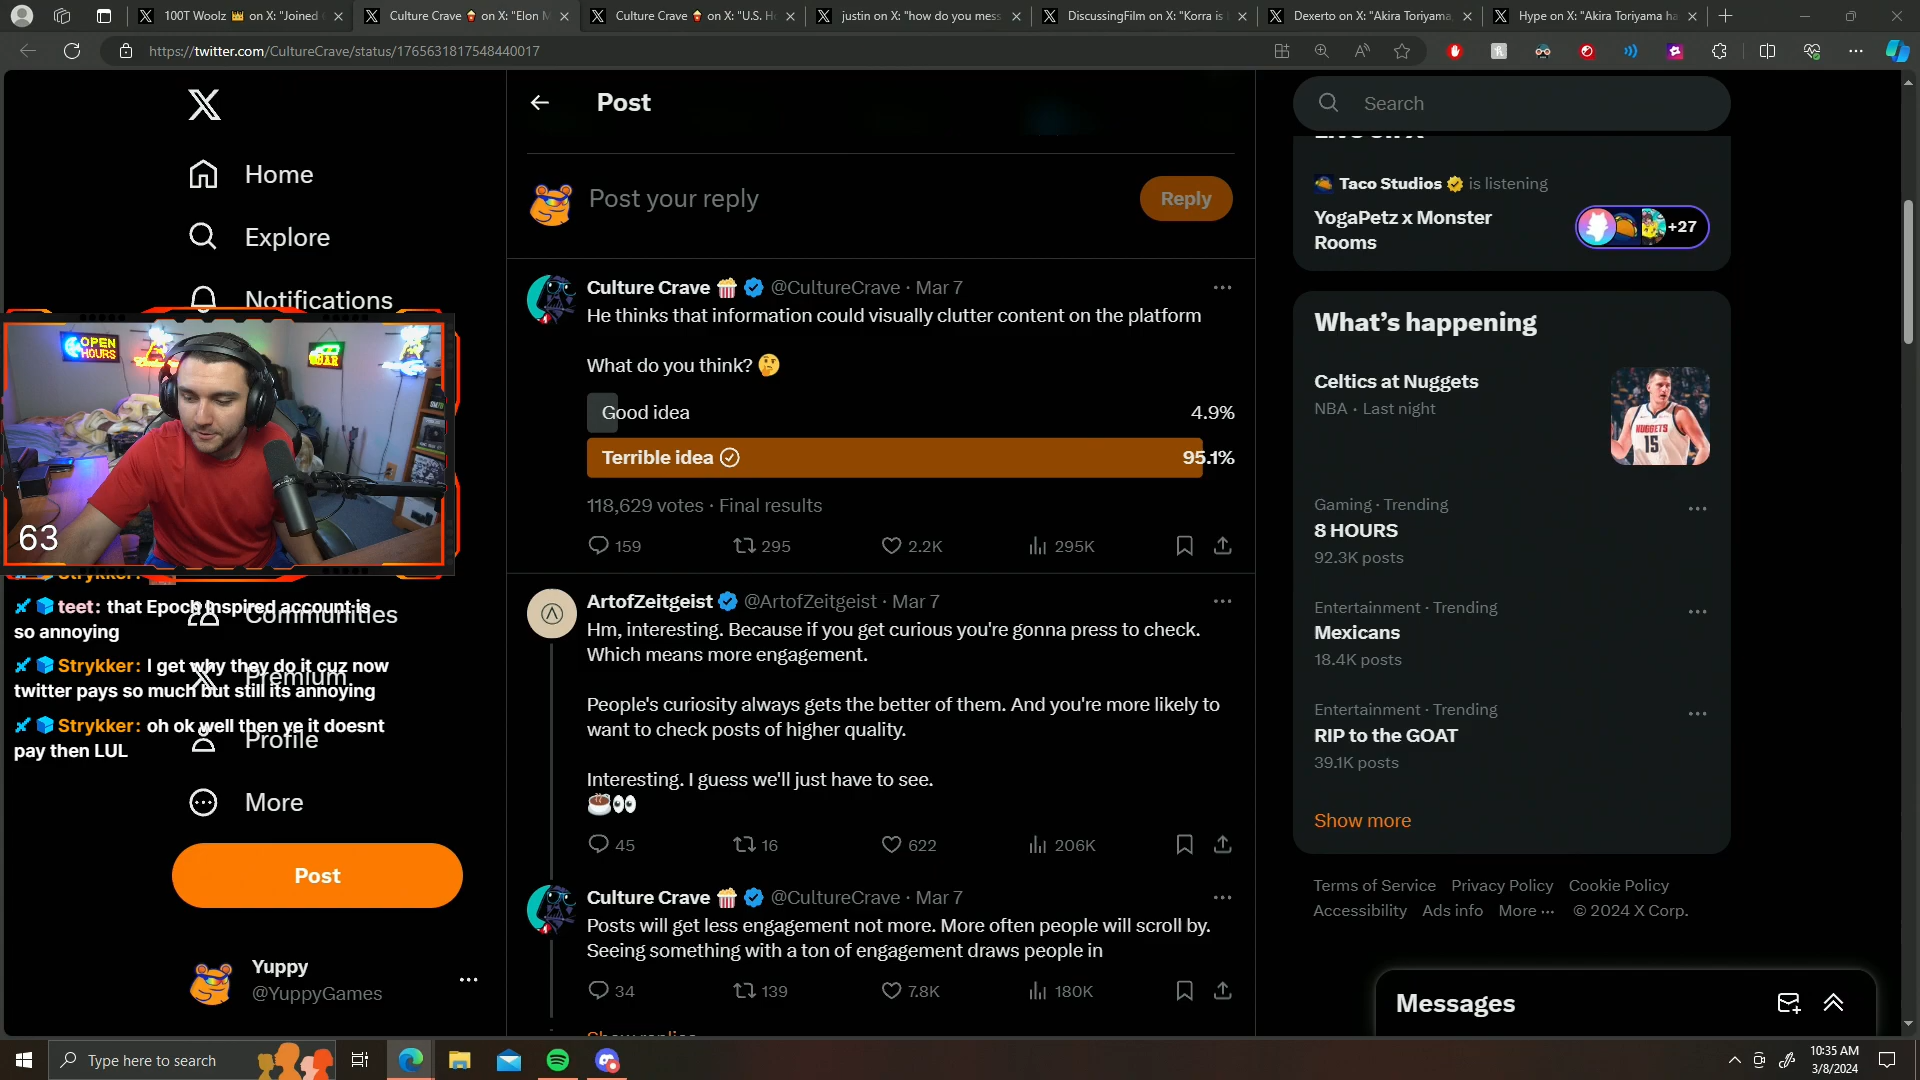 100T Woolz 👑 on X: "Joined
Culture Crave 🍿 on X: "Elon M
Culture Crave 🍿 on X: "U.S. H
justin on X: "how do you mess
DiscussingFilm on X: "Korra is
Dexerto on X: "Akira Toriyama,
Hype on X: "Akira Toriyama ha
https://twitter.com/CultureCrave/status/1765631817548440017
Home
Explore
Notifications
Communities
Premium
Profile
More
Post
Yuppy
@YuppyGames
OPEN
HOURS
BAR
63
Strykker:
teet: that Epoch inspired account is
so annoying
Strykker: I get why they do it cuz now
twitter pays so much but still its annoying
Strykker: oh ok well then ye it doesnt
pay then LUL
Post
Post your reply
Reply
Culture Crave 🍿 @CultureCrave · Mar 7
He thinks that information could visually clutter content on the platform
What do you think? 🤔
Good idea 4.9%
Terrible idea 95.1%
118,629 votes · Final results
159 295 2.2K 295K
ArtofZeitgeist @ArtofZeitgeist · Mar 7
Hm, interesting. Because if you get curious you're gonna press to check.
Which means more engagement.
People's curiosity always gets the better of them. And you're more likely to
want to check posts of higher quality.
Interesting. I guess we'll just have to see.
☕👀
45 16 622 206K
Culture Crave 🍿 @CultureCrave · Mar 7
Posts will get less engagement not more. More often people will scroll by.
Seeing something with a ton of engagement draws people in
34 139 7.8K 180K
Show replies
Search
Live on X
Taco Studios is listening
YogaPetz x Monster
Rooms
+27
What's happening
Celtics at Nuggets
NBA · Last night
NUGGETS
15
Gaming · Trending
8 HOURS
92.3K posts
Entertainment · Trending
Mexicans
18.4K posts
Entertainment · Trending
RIP to the GOAT
39.1K posts
Show more
Terms of Service Privacy Policy Cookie Policy
Accessibility Ads info More ··· © 2024 X Corp.
Messages
Type here to search
10:35 AM
3/8/2024